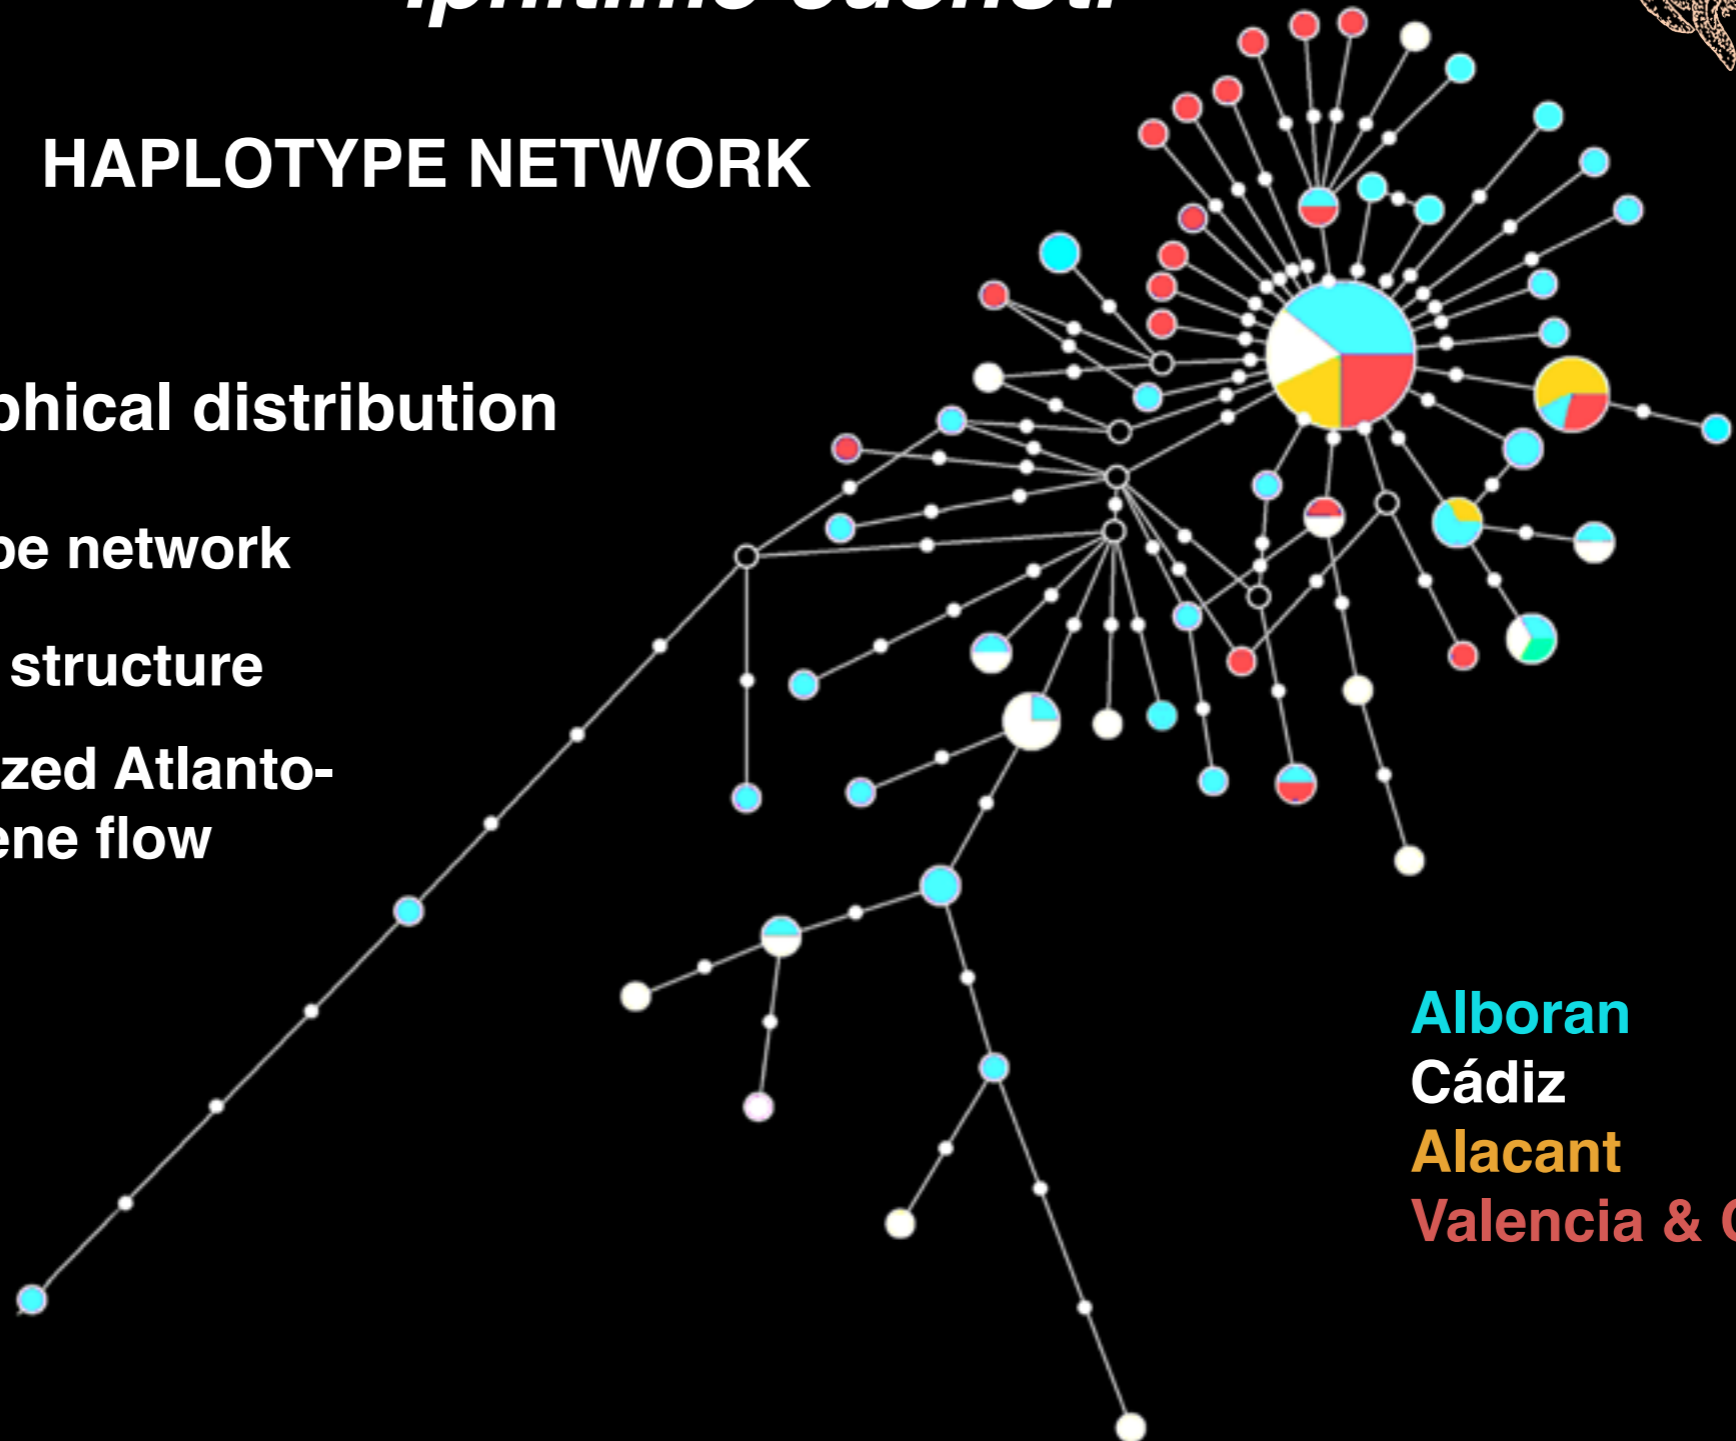 HAPLOTYPE NETWORK
phical distribution
pe network
structure
zed Atlanto-
ene flow
Alboran
Cádiz
Alacant
Valencia &